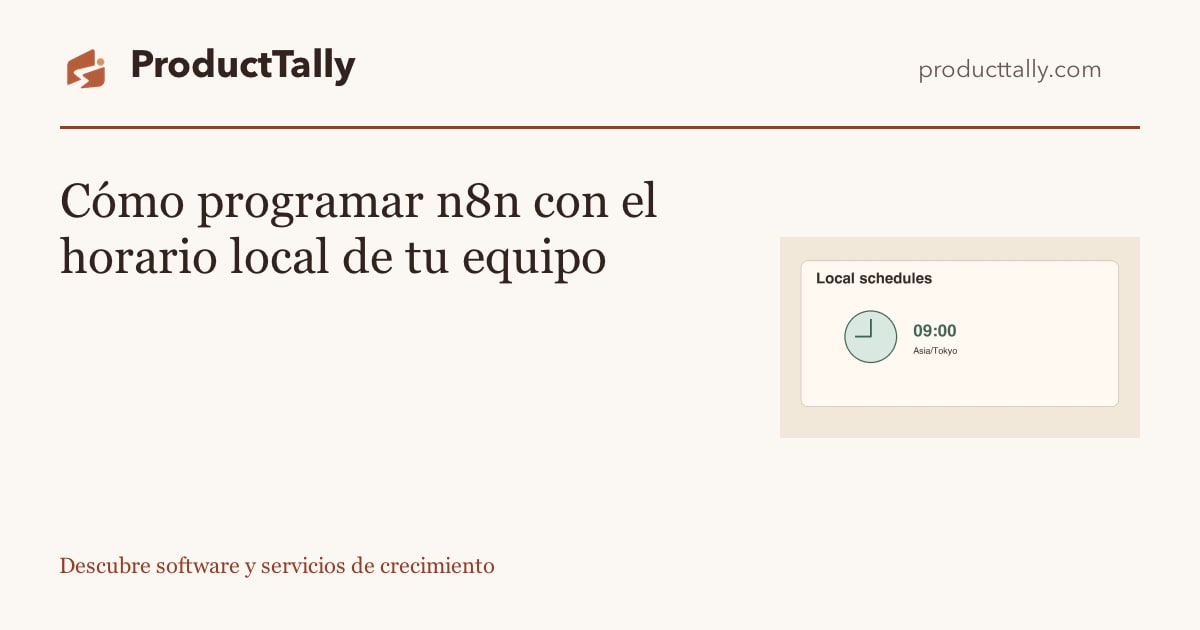 ProductTally
producttally.com
Cómo programar n8n con el
horario local de tu equipo
Local schedules
09:00
Asia/Tokyo
Descubre software y servicios de crecimiento